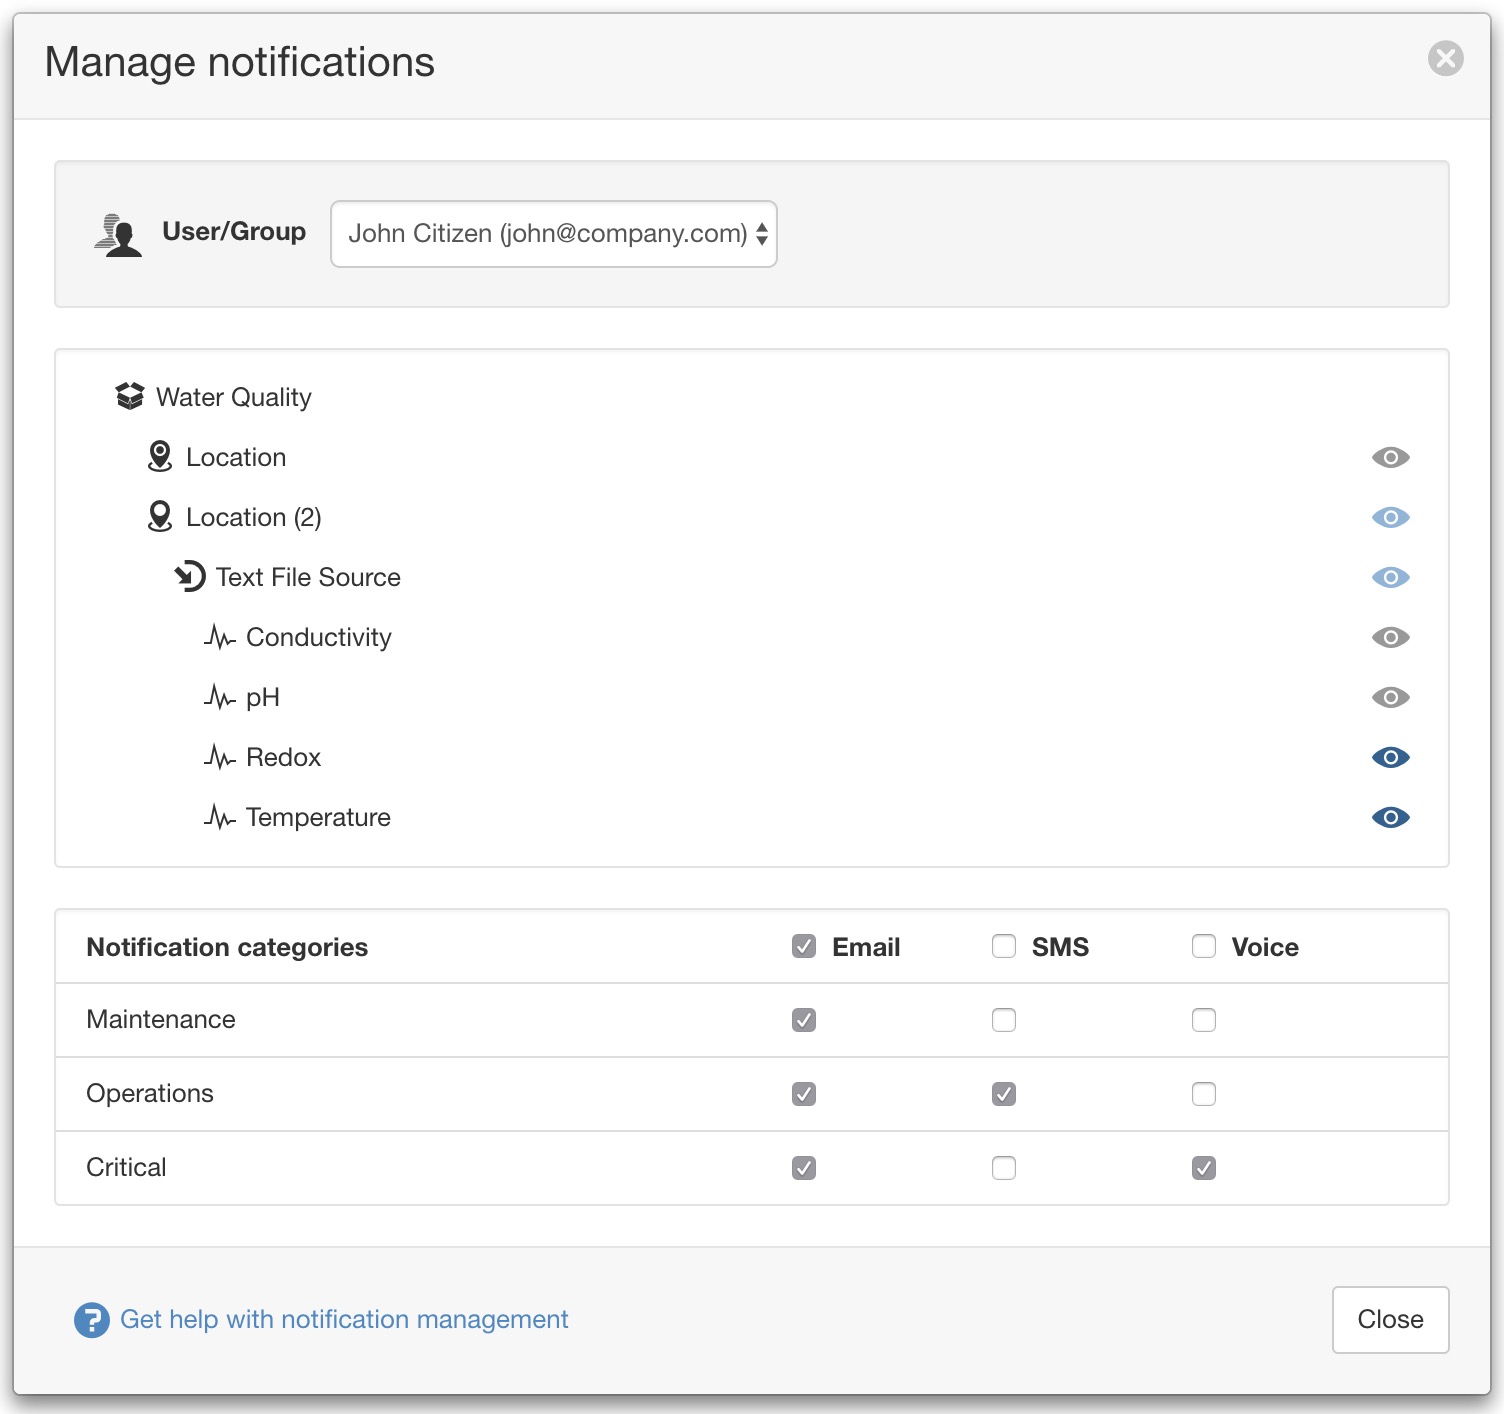 Manage notifications
User/Group John Citizen (john@company.com)
Water Quality
Location
Location (2)
Text File Source
Conductivity
pH
Redox
Temperature
Notification categories Email SMS Voice
Maintenance
Operations
Critical
? Get help with notification management Close